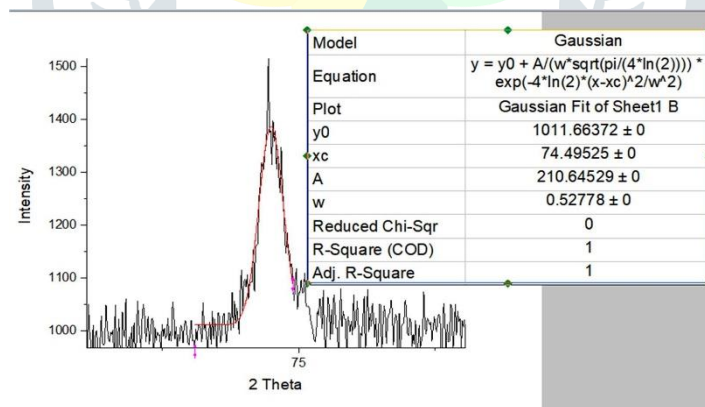 Model Gaussian
Equation y = y0 + A/(w*sqrt(pi/(4*ln(2)))) *
exp(-4*ln(2)*(x-xc)^2/w^2)
Plot Gaussian Fit of Sheet1 B
y0 1011.66372 ± 0
xc 74.49525 ± 0
A 210.64529 ± 0
w 0.52778 ± 0
Reduced Chi-Sqr 0
R-Square (COD) 1
Adj. R-Square 1
1500
1400
1300
1200
1100
1000
Intensity
75
2 Theta